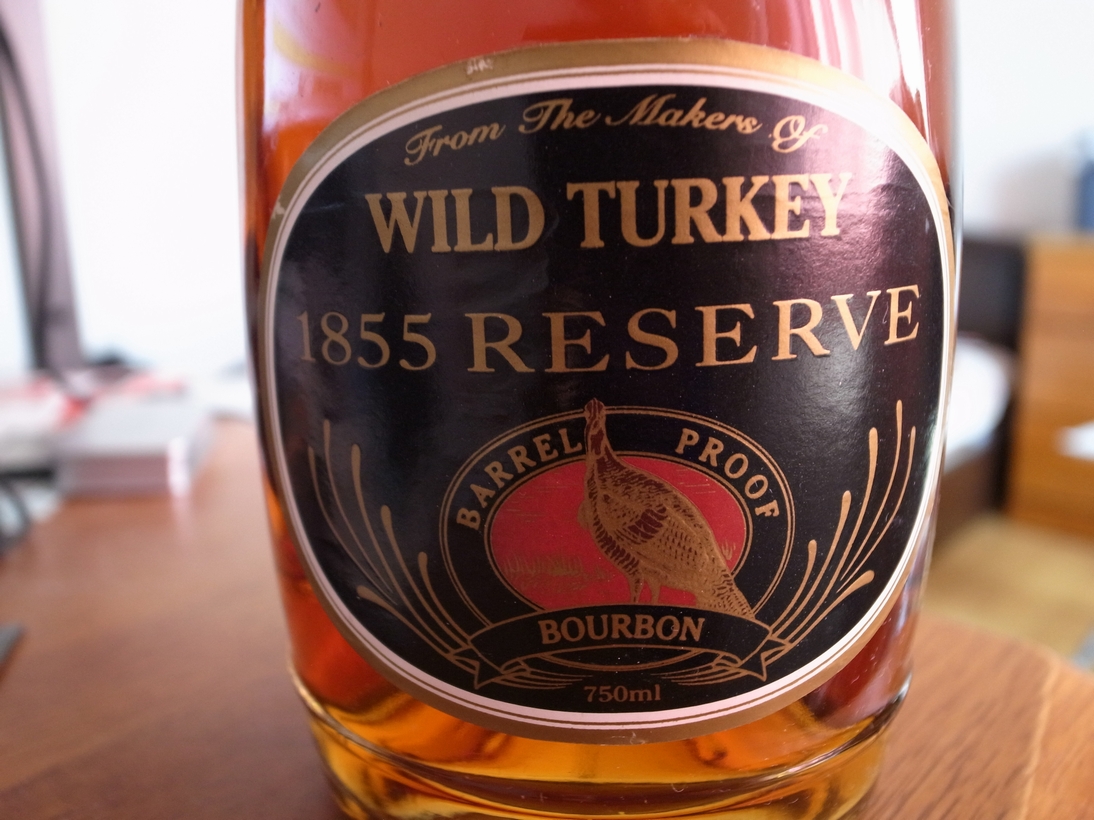 From The Makers Of
WILD TURKEY
1855 RESERVE
BARREL PROOF
BOURBON
750ml